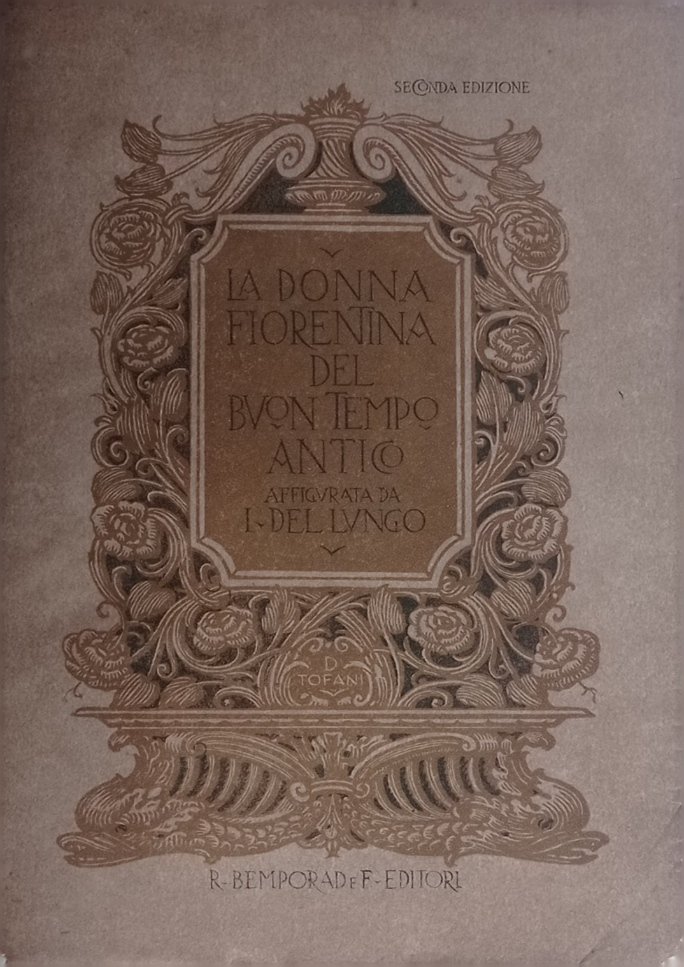 SECONDA EDIZIONE
LA DONNA
FIORENTINA
DEL
BVON TEMPO
ANTICO
AFFIGVRATA DA
I. DEL LVNGO
D
TOFANI
R. BEMPORAD E F. EDITORI